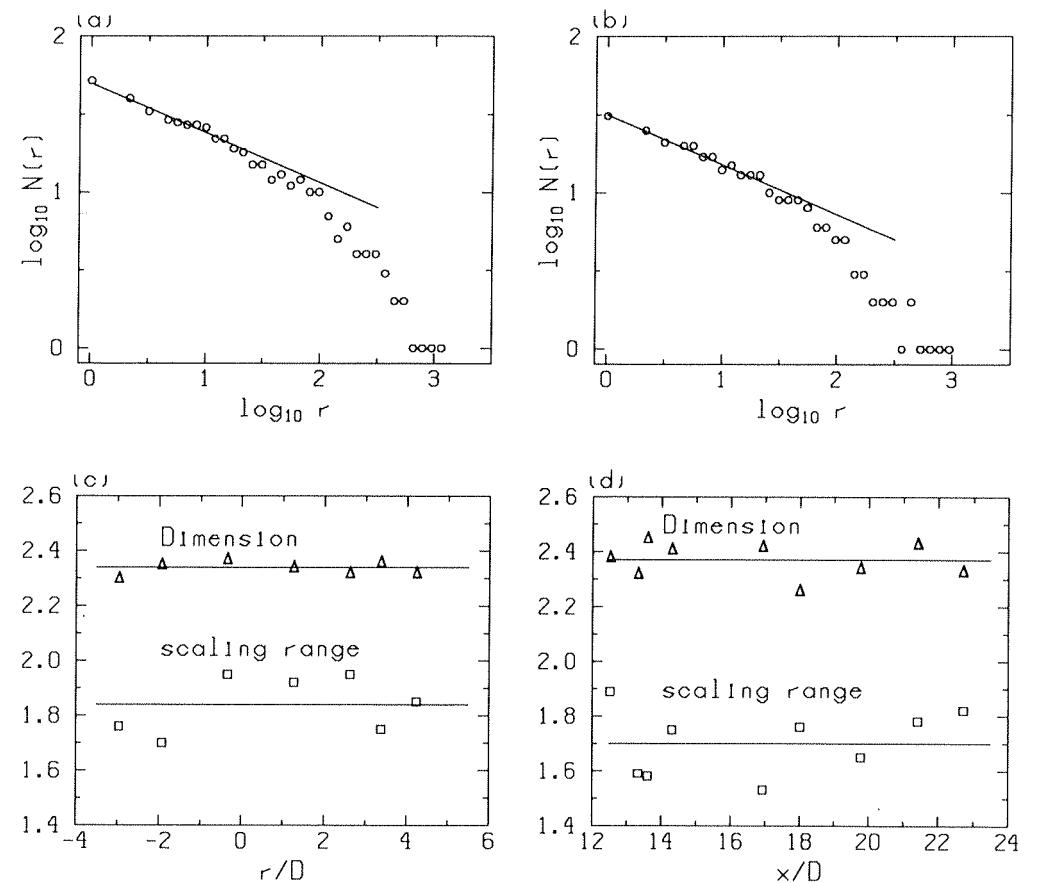 (a)
2
1
0
log₁₀ N(r)
0 1 2 3
log₁₀ r
(b)
2
1
0
log₁₀ N(r)
0 1 2 3
log₁₀ r
(c)
2.6
2.4
2.2
2.0
1.8
1.6
1.4
Dimension
scaling range
-4 -2 0 2 4 6
r/D
(d)
2.6
2.4
2.2
2.0
1.8
1.6
1.4
Dimension
scaling range
12 14 16 18 20 22 24
x/D